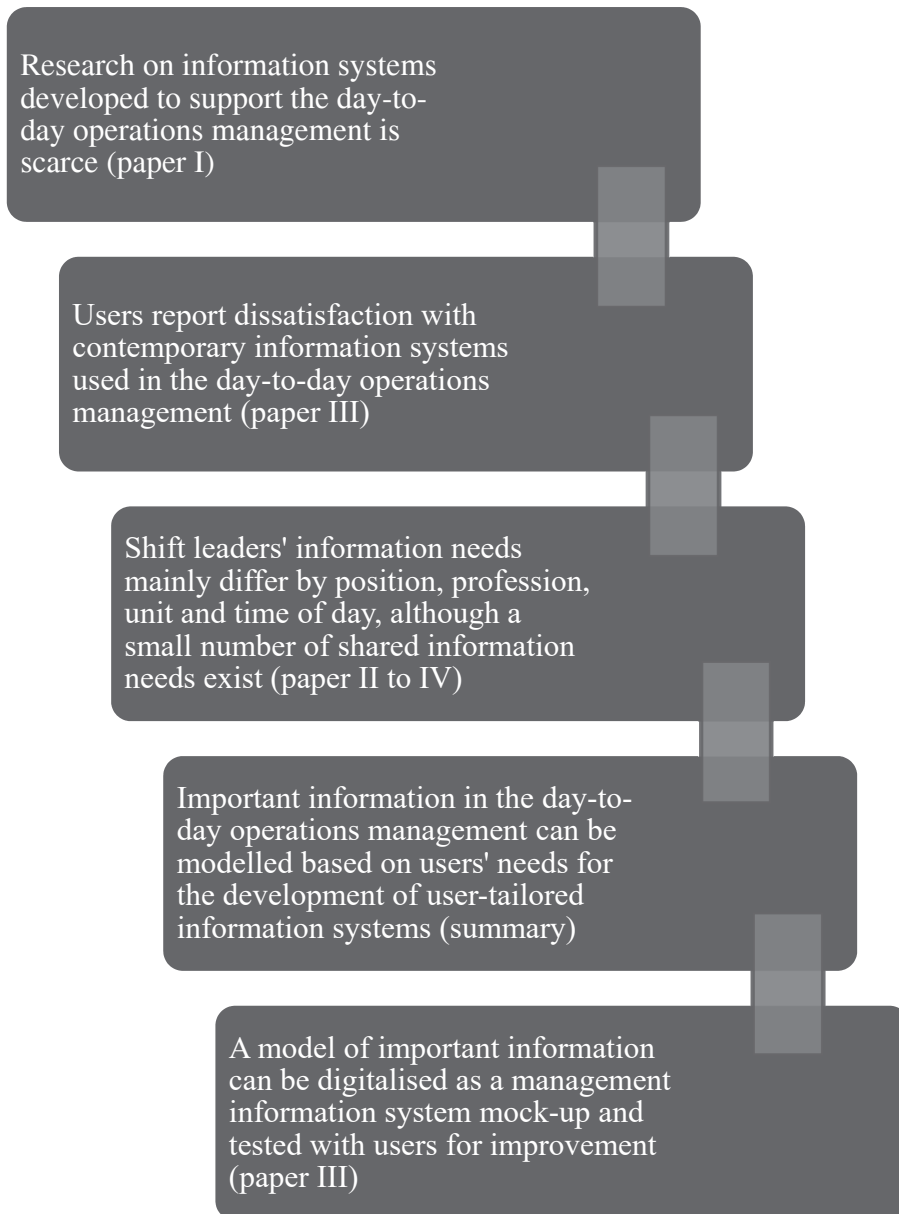 Research on information systems
developed to support the day-to-
day operations management is
scarce (paper I)
Users report dissatisfaction with
contemporary information systems
used in the day-to-day operations
management (paper III)
Shift leaders' information needs
mainly differ by position, profession,
unit and time of day, although a
small number of shared information
needs exist (paper II to IV)
Important information in the day-to-
day operations management can be
modelled based on users' needs for
the development of user-tailored
information systems (summary)
A model of important information
can be digitalised as a management
information system mock-up and
tested with users for improvement
(paper III)